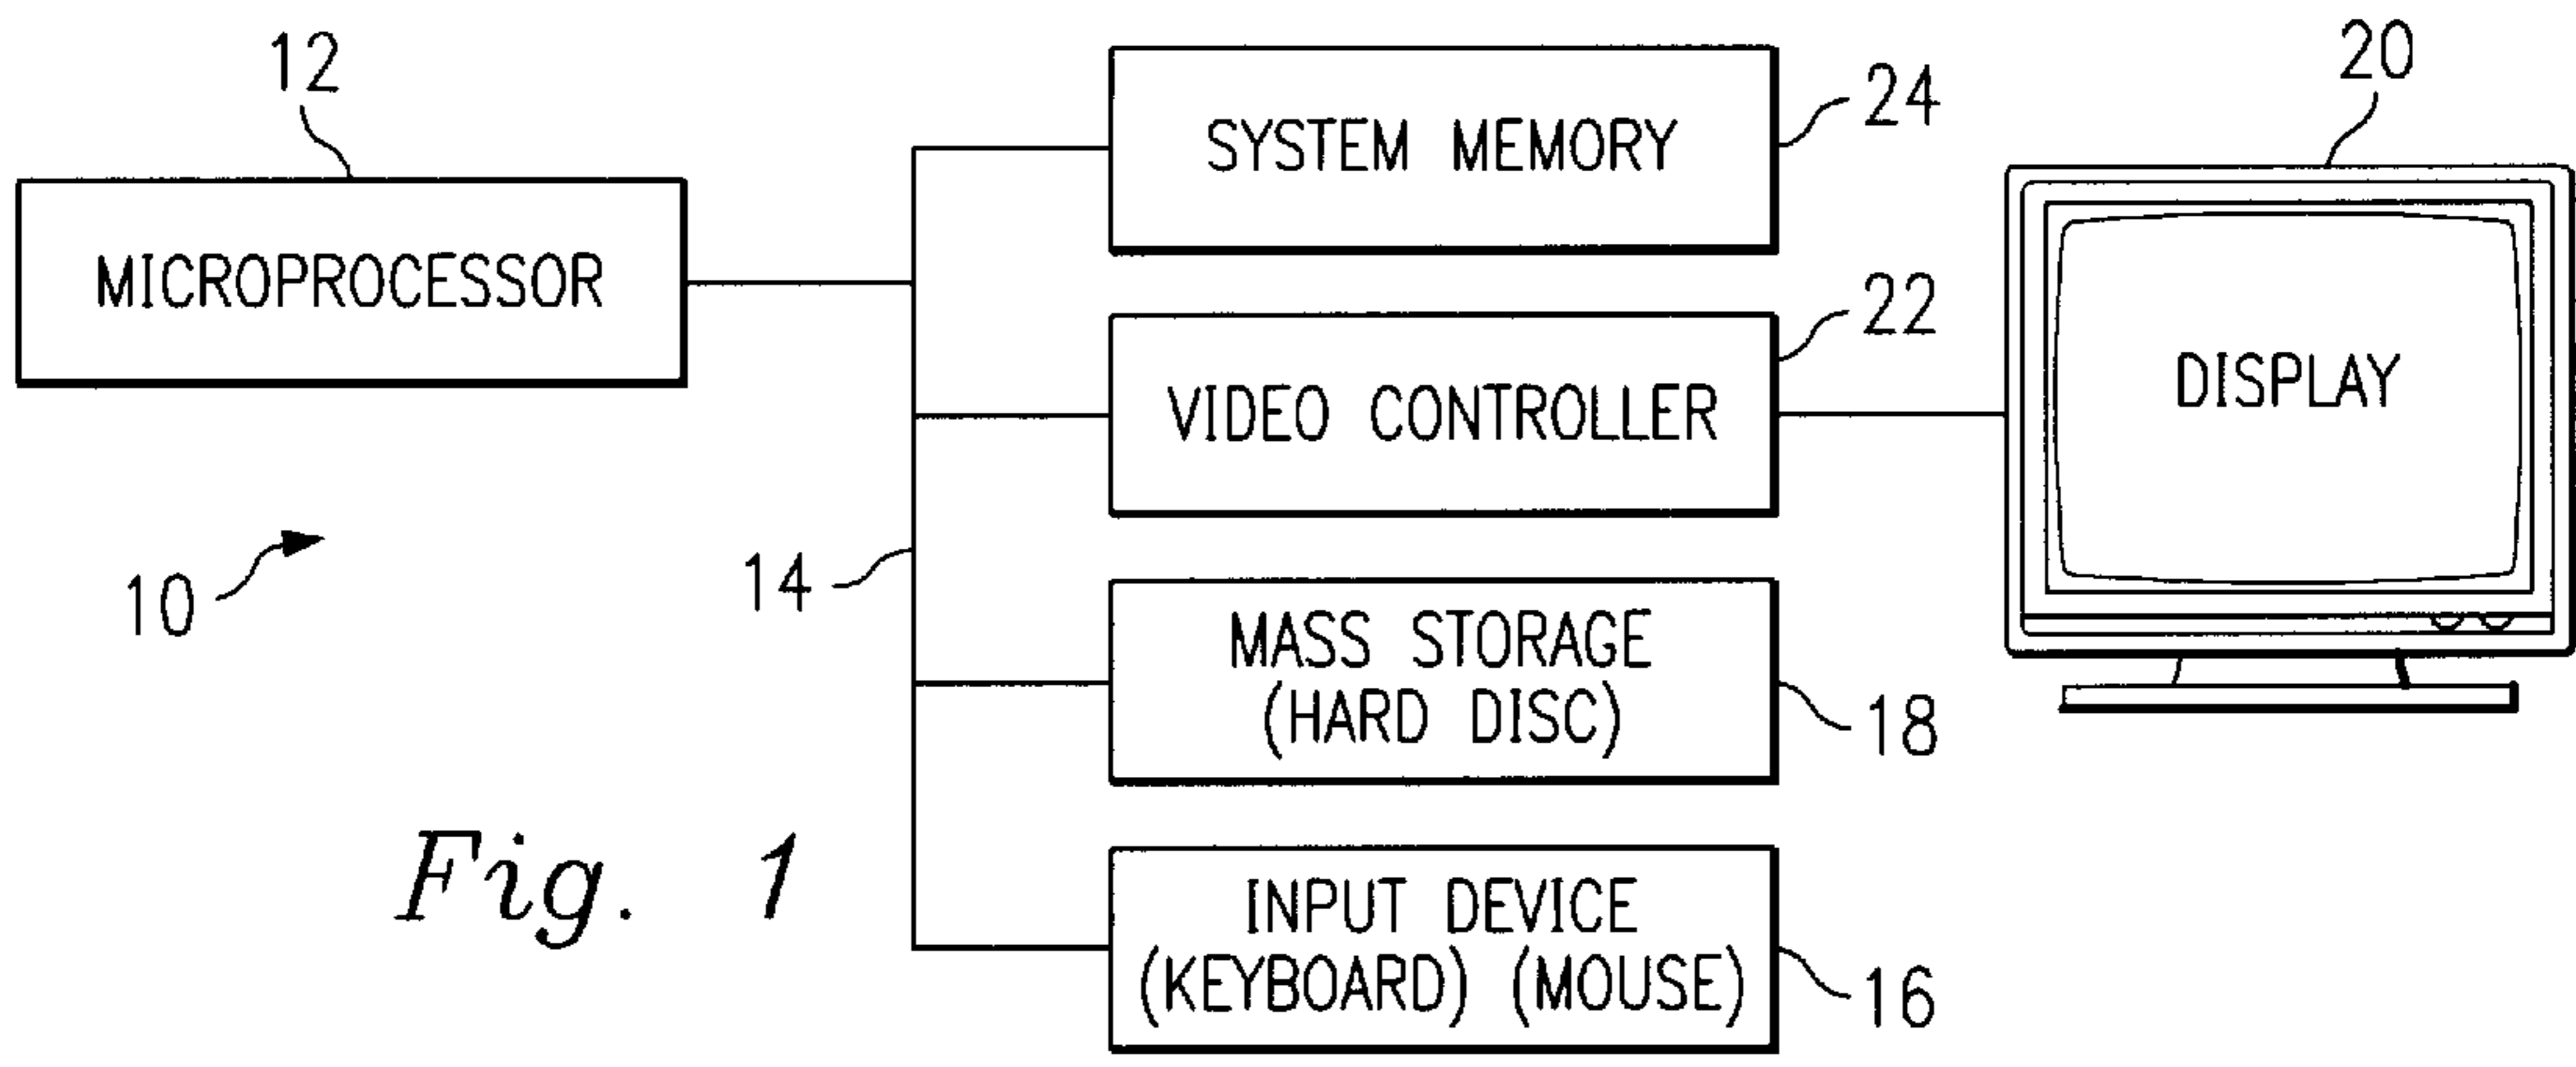 12
MICROPROCESSOR
10
14
SYSTEM MEMORY
24
VIDEO CONTROLLER
22
MASS STORAGE
(HARD DISC)
18
INPUT DEVICE
(KEYBOARD) (MOUSE)
16
20
DISPLAY
Fig. 1